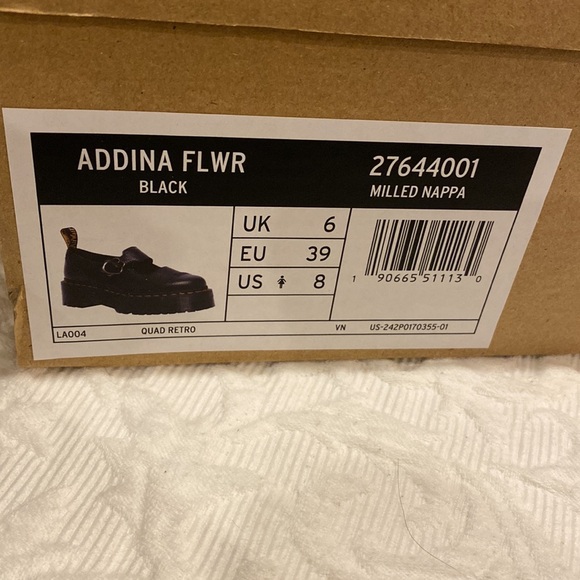 ADDINA FLWR
BLACK
27644001
MILLED NAPPA
UK 6
EU 39
US 8
1 90665 51113 0
LA004
QUAD RETRO
VN
US-242P0170355-01